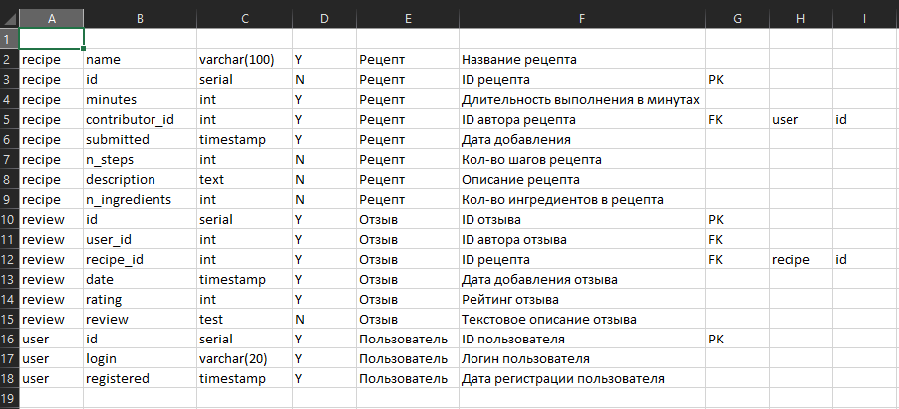 A B C D E F G H I
1
2 recipe name varchar(100) Y Рецепт Название рецепта
3 recipe id serial N Рецепт ID рецепта PK
4 recipe minutes int Y Рецепт Длительность выполнения в минутах
5 recipe contributor_id int Y Рецепт ID автора рецепта FK user id
6 recipe submitted timestamp Y Рецепт Дата добавления
7 recipe n_steps int N Рецепт Кол-во шагов рецепта
8 recipe description text N Рецепт Описание рецепта
9 recipe n_ingredients int N Рецепт Кол-во ингредиентов в рецепта
10 review id serial Y Отзыв ID отзыва PK
11 review user_id int Y Отзыв ID автора отзыва FK
12 review recipe_id int Y Отзыв ID рецепта FK recipe id
13 review date timestamp Y Отзыв Дата добавления отзыва
14 review rating int Y Отзыв Рейтинг отзыва
15 review review test N Отзыв Текстовое описание отзыва
16 user id serial Y Пользователь ID пользователя PK
17 user login varchar(20) Y Пользователь Логин пользователя
18 user registered timestamp Y Пользователь Дата регистрации пользователя
19